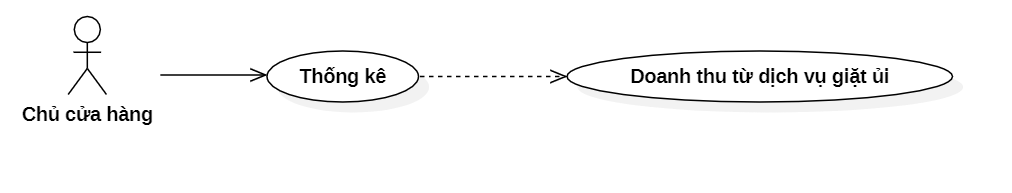 Thống kê
Doanh thu từ dịch vụ giặt ủi
Chủ cửa hàng